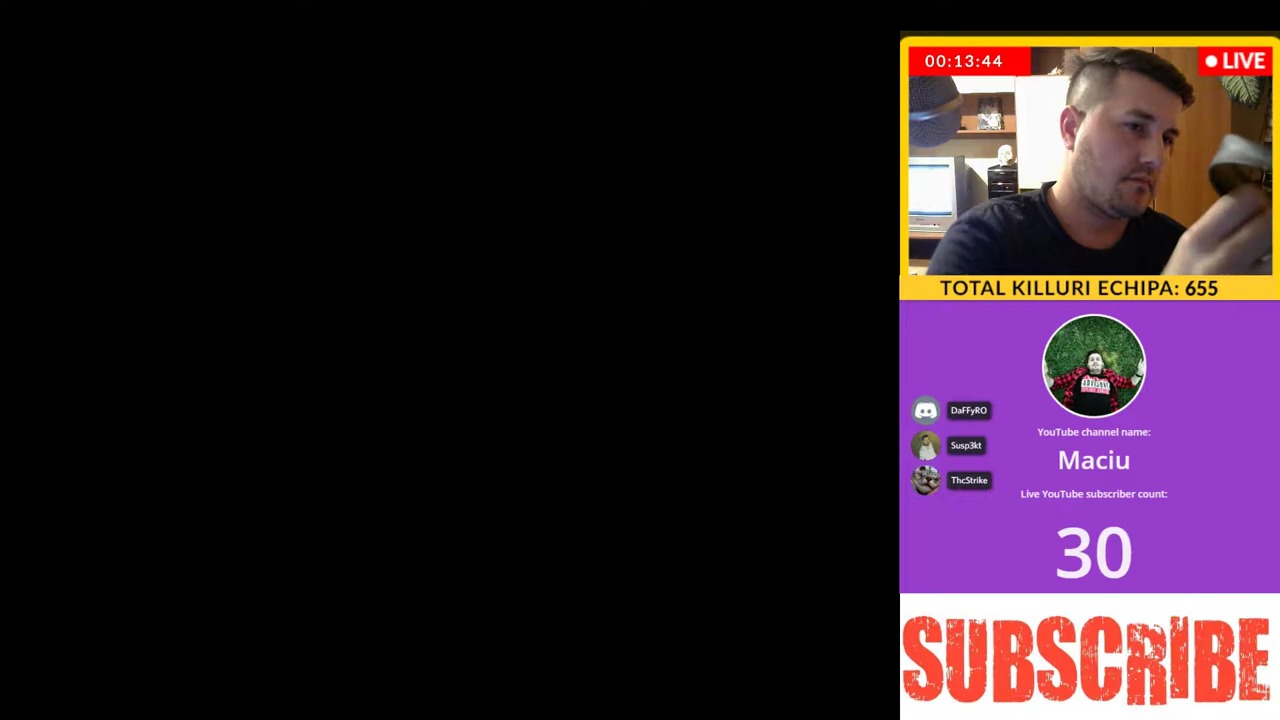 00:13:44
LIVE
TOTAL KILLURI ECHIPA: 655
DaFFyRO
Susp3kt
ThcStrike
YouTube channel name:
Maciu
Live YouTube subscriber count:
30
SUBSCRIBE